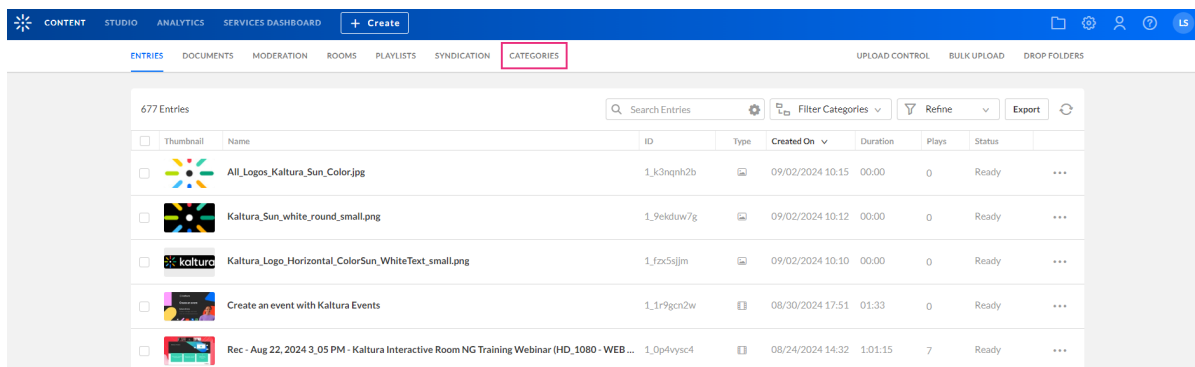 CONTENT STUDIO ANALYTICS SERVICES DASHBOARD + Create LS
ENTRIES DOCUMENTS MODERATION ROOMS PLAYLISTS SYNDICATION CATEGORIES UPLOAD CONTROL BULK UPLOAD DROP FOLDERS
677 Entries Search Entries Filter Categories Refine Export
Thumbnail Name ID Type Created On Duration Plays Status
All_Logos_Kaltura_Sun_Color.jpg 1_k3nqnh2b 09/02/2024 10:15 00:00 0 Ready
Kaltura_Sun_white_round_small.png 1_9ekduw7g 09/02/2024 10:12 00:00 0 Ready
kaltura Kaltura_Logo_Horizontal_ColorSun_WhiteText_small.png 1_fzx5sjjm 09/02/2024 10:10 00:00 0 Ready
Create an event with Kaltura Events 1_1r9gcn2w 08/30/2024 17:51 01:33 0 Ready
Rec - Aug 22, 2024 3_05 PM - Kaltura Interactive Room NG Training Webinar (HD_1080 - WEB ... 1_0p4vysc4 08/24/2024 14:32 1:01:15 7 Ready